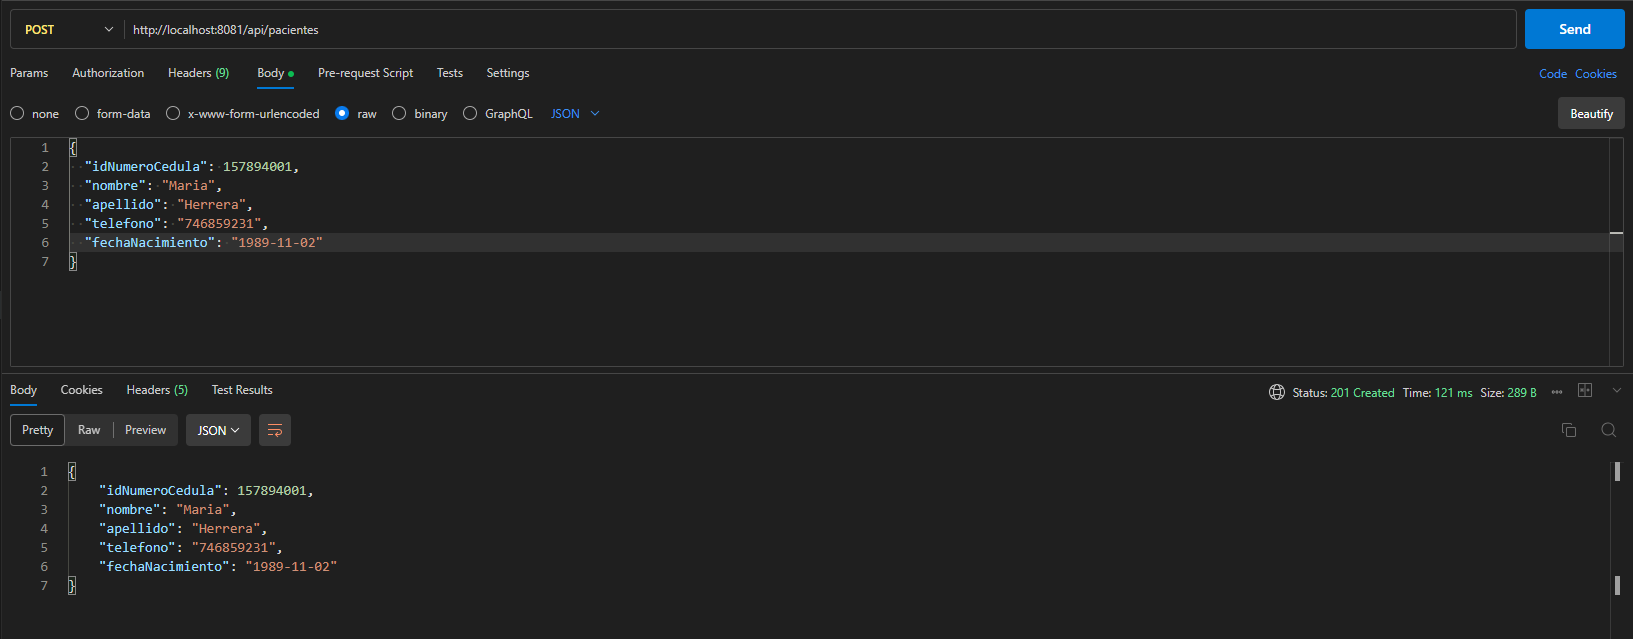 POST http://localhost:8081/api/pacientes Send
Params Authorization Headers (9) Body Pre-request Script Tests Settings Code Cookies
none form-data x-www-form-urlencoded raw binary GraphQL JSON Beautify
1 {
2 "idNumeroCedula": 157894001,
3 "nombre": "Maria",
4 "apellido": "Herrera",
5 "telefono": "746859231",
6 "fechaNacimiento": "1989-11-02"
7 }
Body Cookies Headers (5) Test Results Status: 201 Created Time: 121 ms Size: 289 B
Pretty Raw Preview JSON
1 {
2 "idNumeroCedula": 157894001,
3 "nombre": "Maria",
4 "apellido": "Herrera",
5 "telefono": "746859231",
6 "fechaNacimiento": "1989-11-02"
7 }